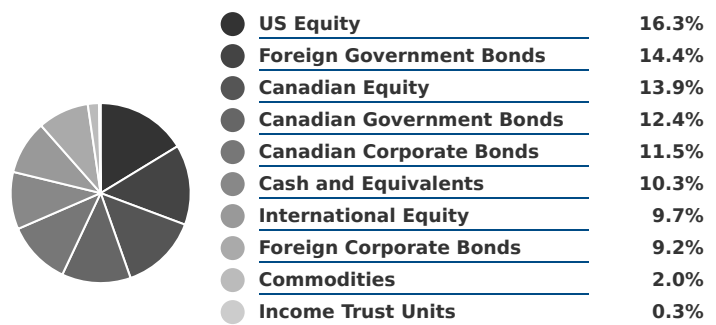 US Equity 16.3%
Foreign Government Bonds 14.4%
Canadian Equity 13.9%
Canadian Government Bonds 12.4%
Canadian Corporate Bonds 11.5%
Cash and Equivalents 10.3%
International Equity 9.7%
Foreign Corporate Bonds 9.2%
Commodities 2.0%
Income Trust Units 0.3%